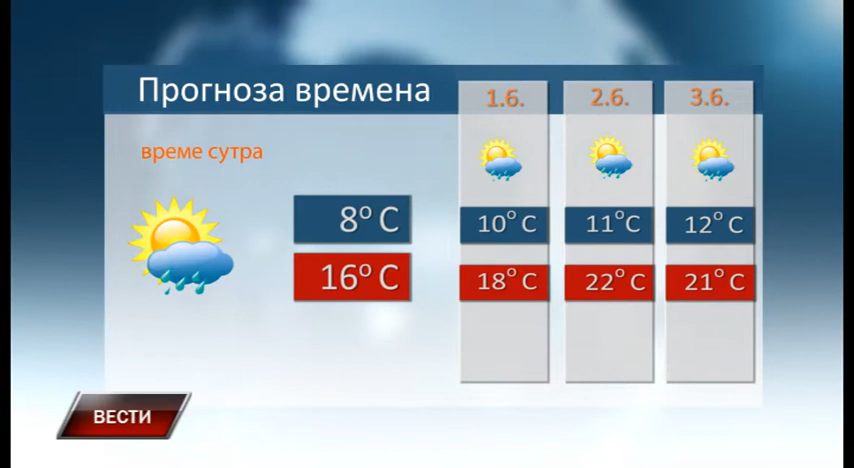 Прогноза времена
време сутра
8° C
16° C
1.6.
10° C
18° C
2.6.
11°C
22° C
3.6.
12° C
21° C
ВЕСТИ